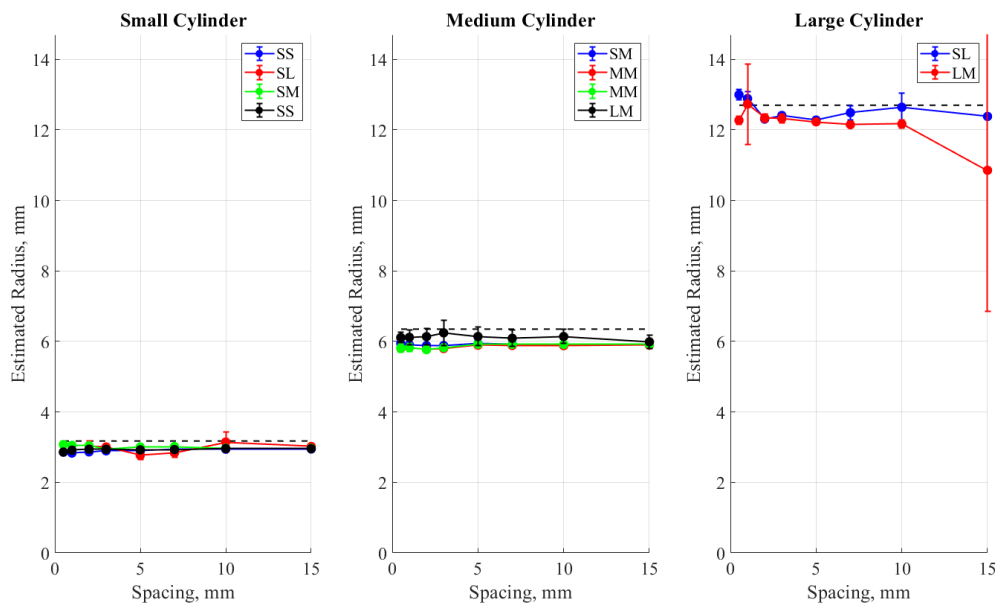 Small Cylinder
14
12
10
8
6
4
2
0
0
5
10
15
Estimated Radius, mm
Spacing, mm
SS
SL
SM
SS
Medium Cylinder
14
12
10
8
6
4
2
0
0
5
10
15
Estimated Radius, mm
Spacing, mm
SM
MM
MM
LM
Large Cylinder
14
12
10
8
6
4
2
0
0
5
10
15
Estimated Radius, mm
Spacing, mm
SL
LM